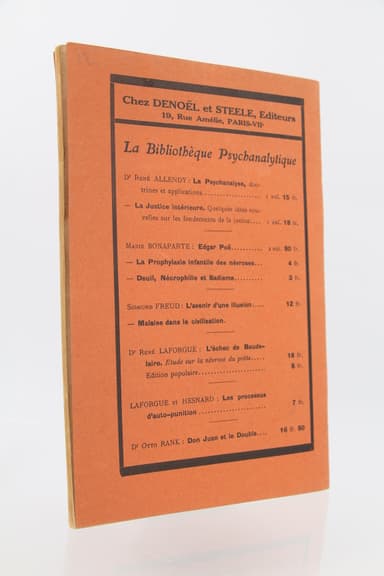 Chez DENOËL et STEELE, Editeurs
19, Rue Amélie, PARIS-VIIe
La Bibliothèque Psychanalytique
Dr René ALLENDY : La Psychanalyse, doc-
trines et applications.................. 1 vol. 15 fr.
— La Justice intérieure. Quelques idées nou-
velles sur les fondements de la justice.... 1 vol. 18 fr.
Marie BONAPARTE : Edgar Poë.......... 2 vol. 90 fr.
— La Prophylaxie infantile des névroses... 4 fr.
— Deuil, Nécrophilie et Sadisme.......... 3 fr.
Sigmund FREUD : L'avenir d'une illusion.... 12 fr.
— Malaise dans la civilisation.
Dr René LAFORGUE : L'échec de Baude-
laire. Etude sur la névrose du poète..... 18 fr.
Edition populaire.................... 8 fr.
LAFORGUE et HESNARD : Les processus
d'auto-punition .................... 7 fr.
Dr Otto RANK : Don Juan et le Double.... 16 fr. 50